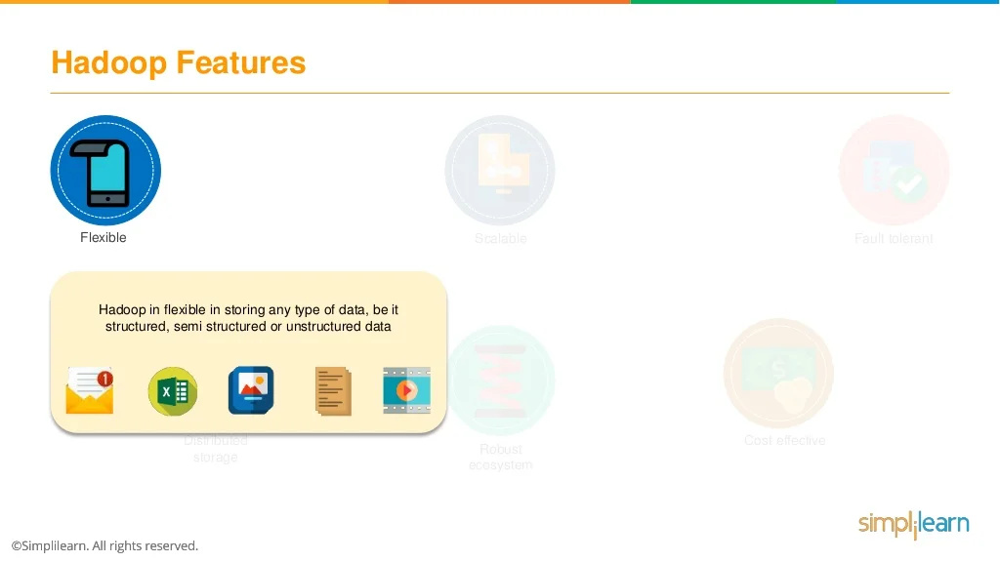 Hadoop Features
Flexible
Scalable
Fault tolerant
Hadoop in flexible in storing any type of data, be it
structured, semi structured or unstructured data
1
X
$
Distributed
storage
Robust
ecosystem
Cost effective
simplilearn
©Simplilearn. All rights reserved.